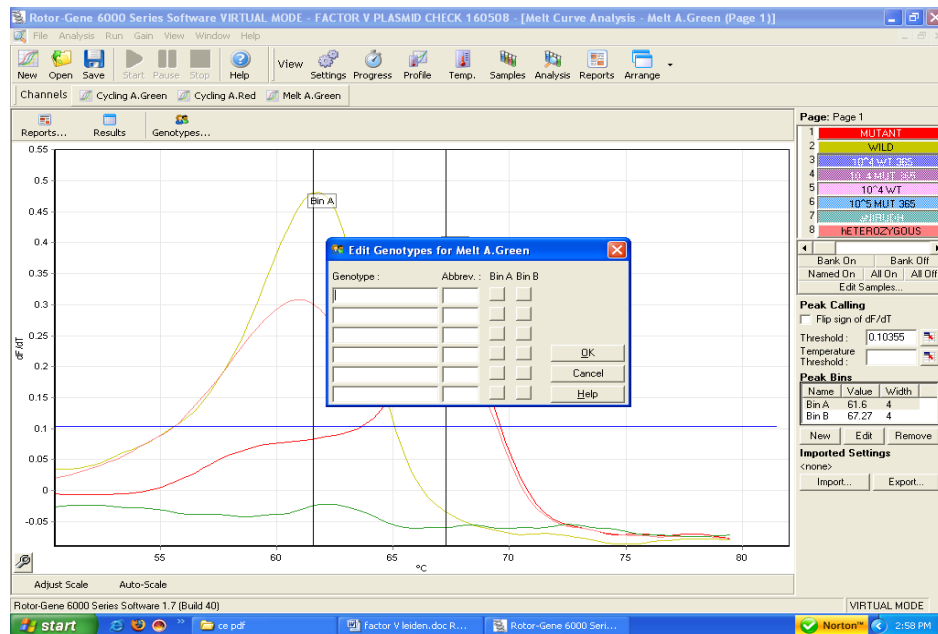 Rotor-Gene 6000 Series Software VIRTUAL MODE - FACTOR V PLASMID CHECK 160508 - [Melt Curve Analysis - Melt A.Green (Page 1)]
File Analysis Run Gain View Window Help
New Open Save Start Pause Stop Help View Settings Progress Profile Temp. Samples Analysis Reports Arrange
Channels Cycling A.Green Cycling A.Red Melt A.Green
Reports... Results Genotypes...
Page: Page 1
1 MUTANT
2 WILD
3 10^4 WT 365
4 10^4 MUT 365
5 10^4 WT
6 10^5 MUT 365
7 ANIRUDH
8 hETEROZYGOUS
Bank On Bank Off
Named On All On All Off
Edit Samples...
Peak Calling
Flip sign of dF/dT
Threshold : 0.10355
Temperature
Threshold :
Peak Bins
Name Value Width
Bin A 61.6 4
Bin B 67.27 4
New Edit Remove
Imported Settings
<none>
Import... Export...
0.55
0.5
0.45
0.4
0.35
0.3
0.25
0.2
0.15
0.1
0.05
0
-0.05
dF/dT
Bin A
Edit Genotypes for Melt A.Green
Genotype : Abbrev. : Bin A Bin B
OK
Cancel
Help
55 60 65 70 75 80
°C
Adjust Scale Auto-Scale
Rotor-Gene 6000 Series Software 1.7 (Build 40) VIRTUAL MODE
start ce pdf factor V leiden.doc R... Rotor-Gene 6000 Seri... Norton™ 2:58 PM